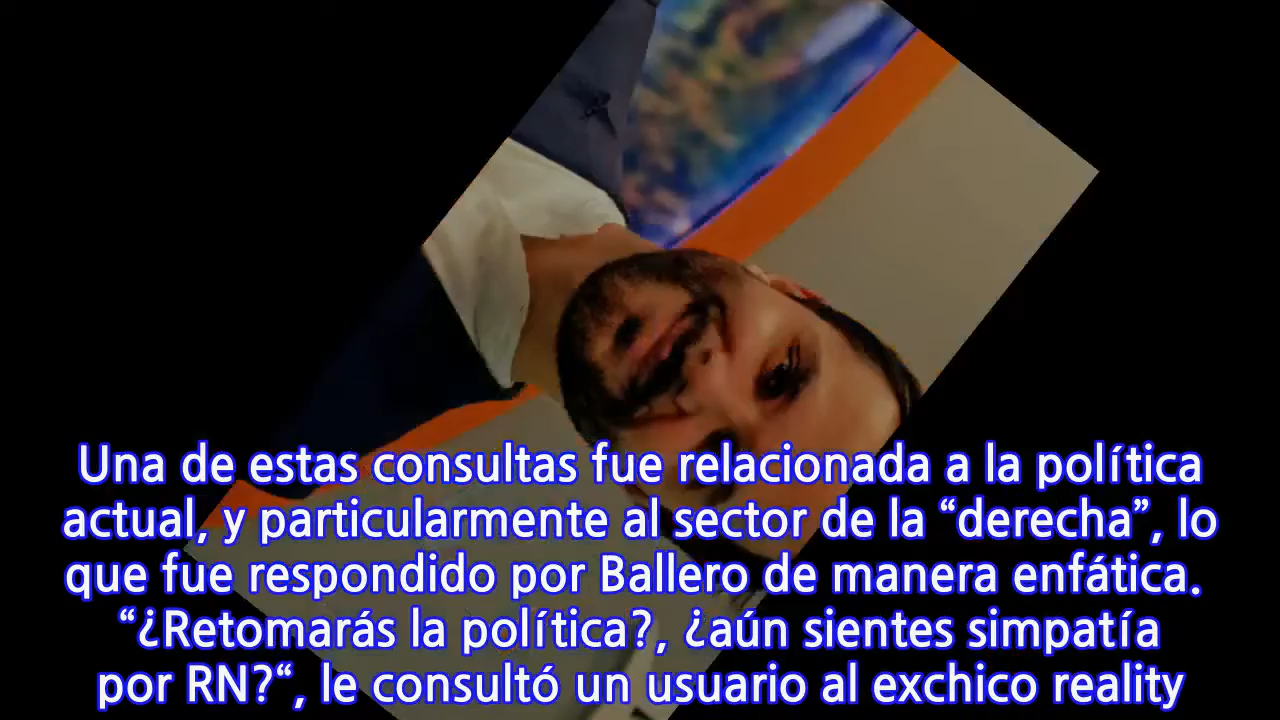 Una de estas consultas fue relacionada a la política
actual, y particularmente al sector de la “derecha”, lo
que fue respondido por Ballero de manera enfática.
“¿Retomarás la política?, ¿aún sientes simpatía
por RN?“, le consultó un usuario al exchico reality